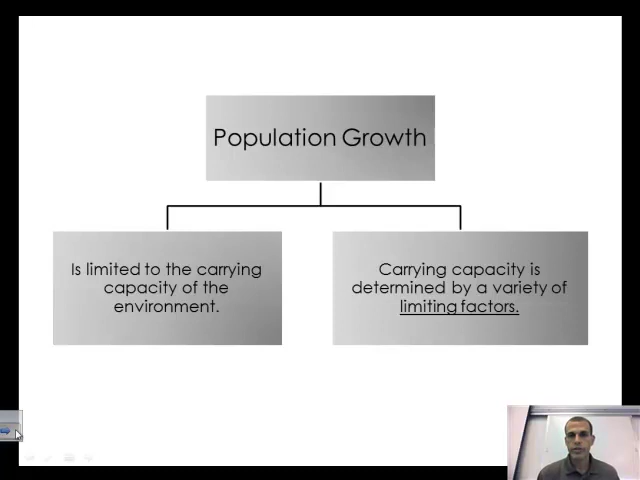 Population Growth
Is limited to the carrying
capacity of the
environment.
Carrying capacity is
determined by a variety of
limiting factors.